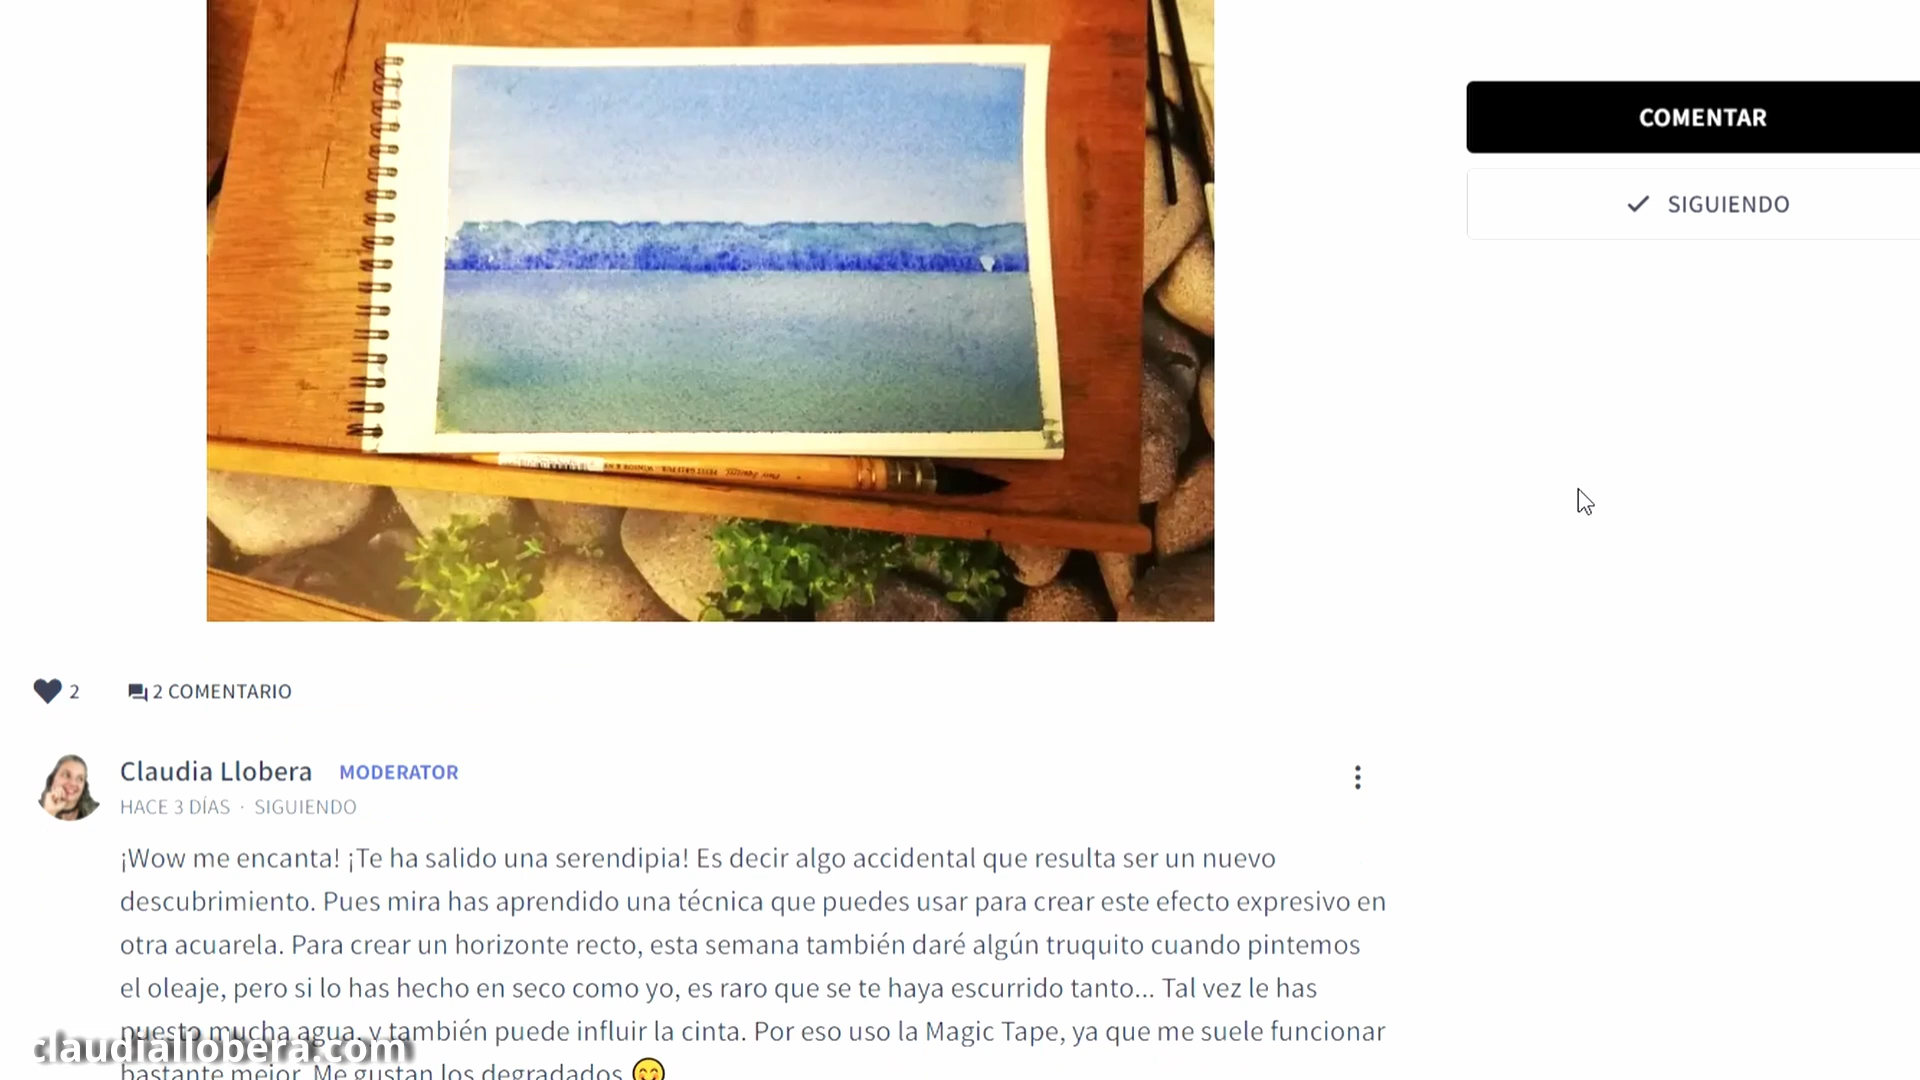 COMENTAR
SIGUIENDO
2
2 COMENTARIO
Claudia Llobera MODERATOR
HACE 3 DÍAS · SIGUIENDO
¡Wow me encanta! ¡Te ha salido una serendipia! Es decir algo accidental que resulta ser un nuevo
descubrimiento. Pues mira has aprendido una técnica que puedes usar para crear este efecto expresivo en
otra acuarela. Para crear un horizonte recto, esta semana también daré algún truquito cuando pintemos
el oleaje, pero si lo has hecho en seco como yo, es raro que se te haya escurrido tanto... Tal vez le has
puesto mucha agua, y también puede influir la cinta. Por eso uso la Magic Tape, ya que me suele funcionar
bastante mejor. Me gustan los degradados 😊
claudiallobera.com